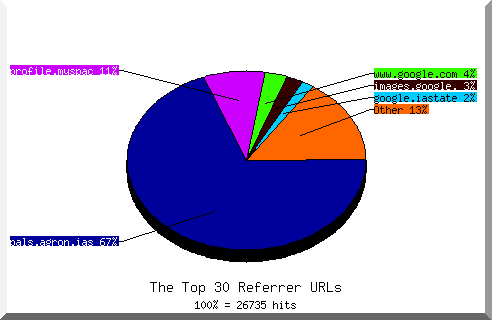 profile.myspac 11%
www.google.com 4%
images.google. 3%
google.iastate 2%
Other 13%
pals.agron.ias 67%
The Top 30 Referrer URLs
100% = 26735 hits